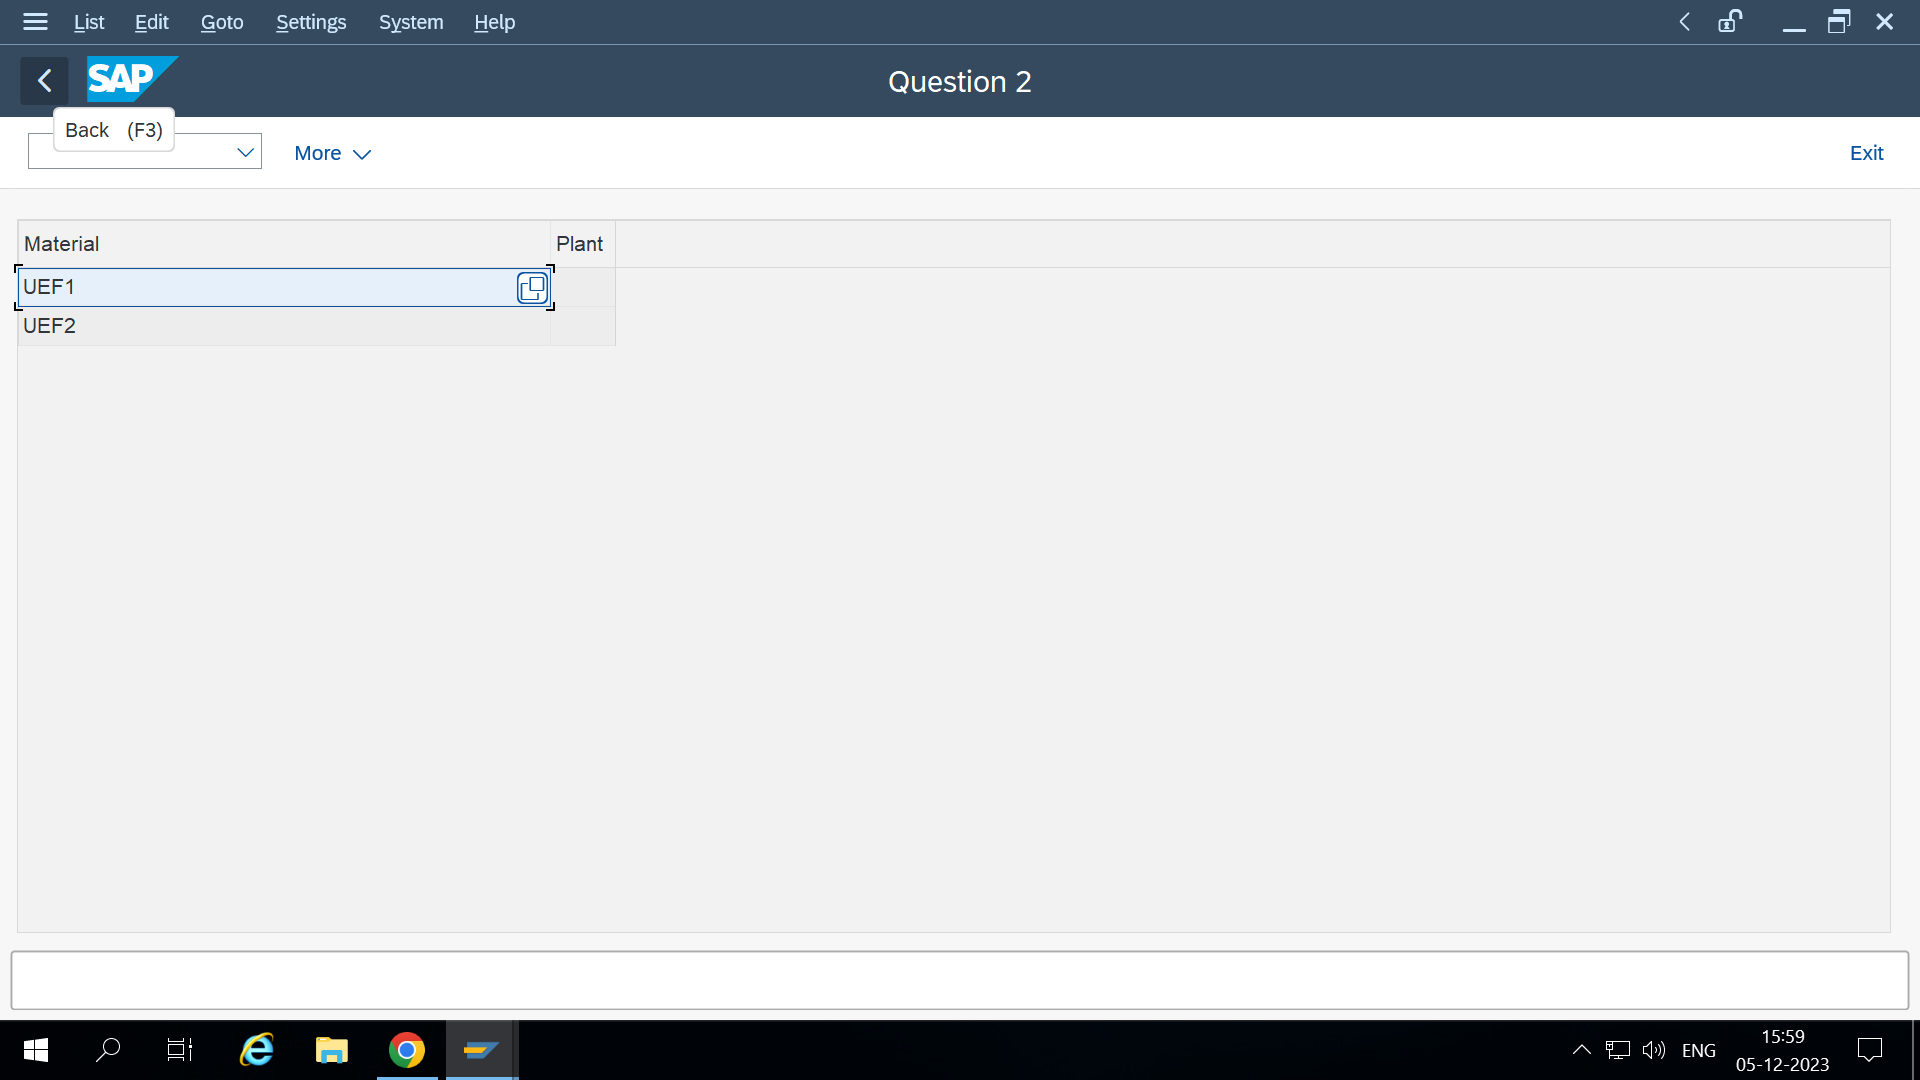 List Edit Goto Settings System Help
SAP
Question 2
Back (F3)
More
Exit
Material Plant
UEF1
UEF2
ENG
15:59
05-12-2023